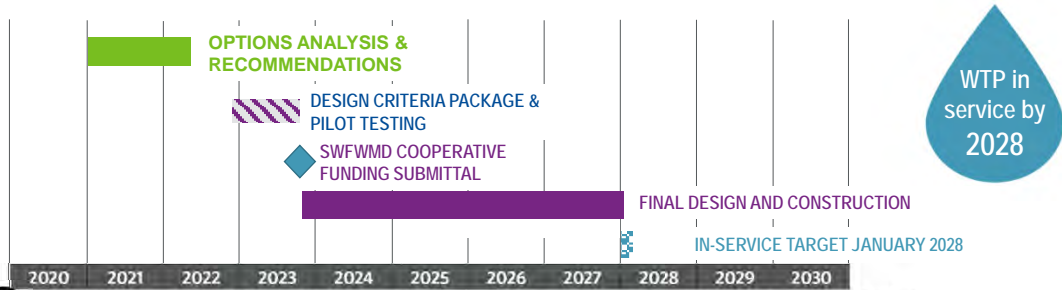 OPTIONS ANALYSIS &
RECOMMENDATIONS
DESIGN CRITERIA PACKAGE &
PILOT TESTING
SWFWMD COOPERATIVE
FUNDING SUBMITTAL
FINAL DESIGN AND CONSTRUCTION
IN-SERVICE TARGET JANUARY 2028
WTP in
service by
2028
2020 2021 2022 2023 2024 2025 2026 2027 2028 2029 2030